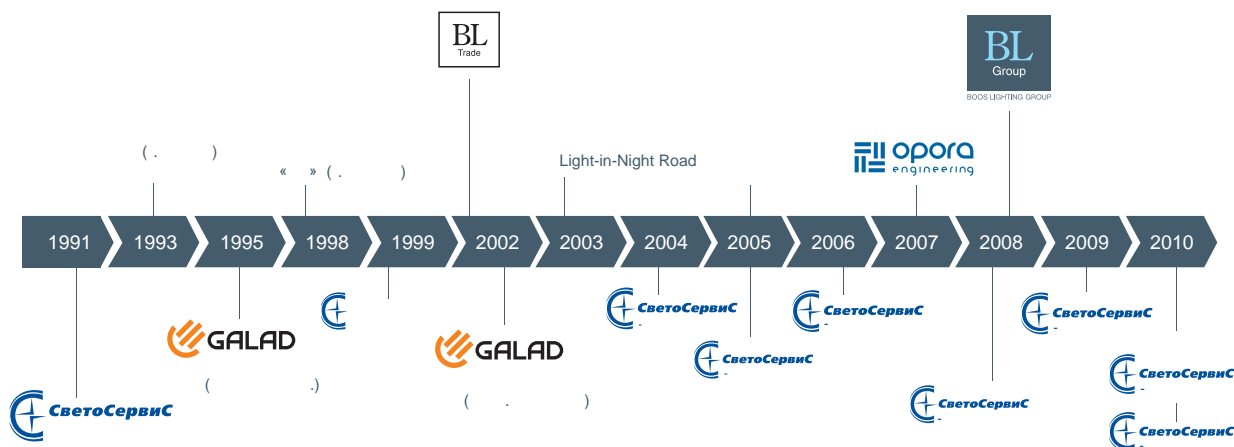 BL
Trade
BL
Group
BOOS LIGHTING GROUP
( . )
« » ( . )
Light-in-Night Road
opora
engineering
1991 1993 1995 1998 1999 2002 2003 2004 2005 2006 2007 2008 2009 2010
СветоСервиС
-
СветоСервиС
-
СветоСервиС
-
GALAD
GALAD
СветоСервиС
-
СветоСервиС
-
( .)
( . )
СветоСервиС
СветоСервиС
-
СветоСервиС
-